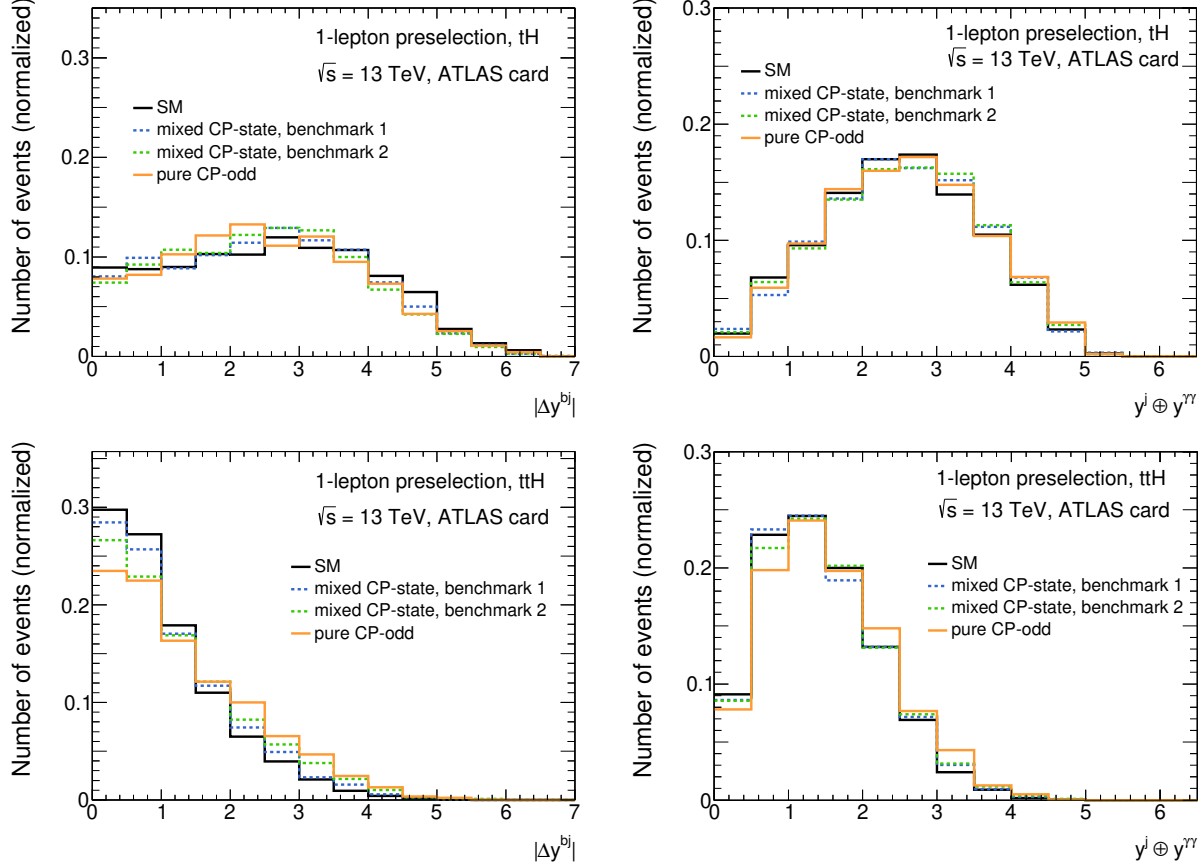 Number of events (normalized)
1-lepton preselection, tH
√s = 13 TeV, ATLAS card
SM
mixed CP-state, benchmark 1
mixed CP-state, benchmark 2
pure CP-odd
0.3
0.2
0.1
0
0 1 2 3 4 5 6 7
|Δy^{bj}|
Number of events (normalized)
1-lepton preselection, tH
√s = 13 TeV, ATLAS card
SM
mixed CP-state, benchmark 1
mixed CP-state, benchmark 2
pure CP-odd
0.3
0.2
0.1
0
0 1 2 3 4 5 6
y^j ⊕ y^{γγ}
Number of events (normalized)
1-lepton preselection, ttH
√s = 13 TeV, ATLAS card
SM
mixed CP-state, benchmark 1
mixed CP-state, benchmark 2
pure CP-odd
0.3
0.2
0.1
0
0 1 2 3 4 5 6 7
|Δy^{bj}|
Number of events (normalized)
1-lepton preselection, ttH
√s = 13 TeV, ATLAS card
SM
mixed CP-state, benchmark 1
mixed CP-state, benchmark 2
pure CP-odd
0.3
0.2
0.1
0
0 1 2 3 4 5 6
y^j ⊕ y^{γγ}